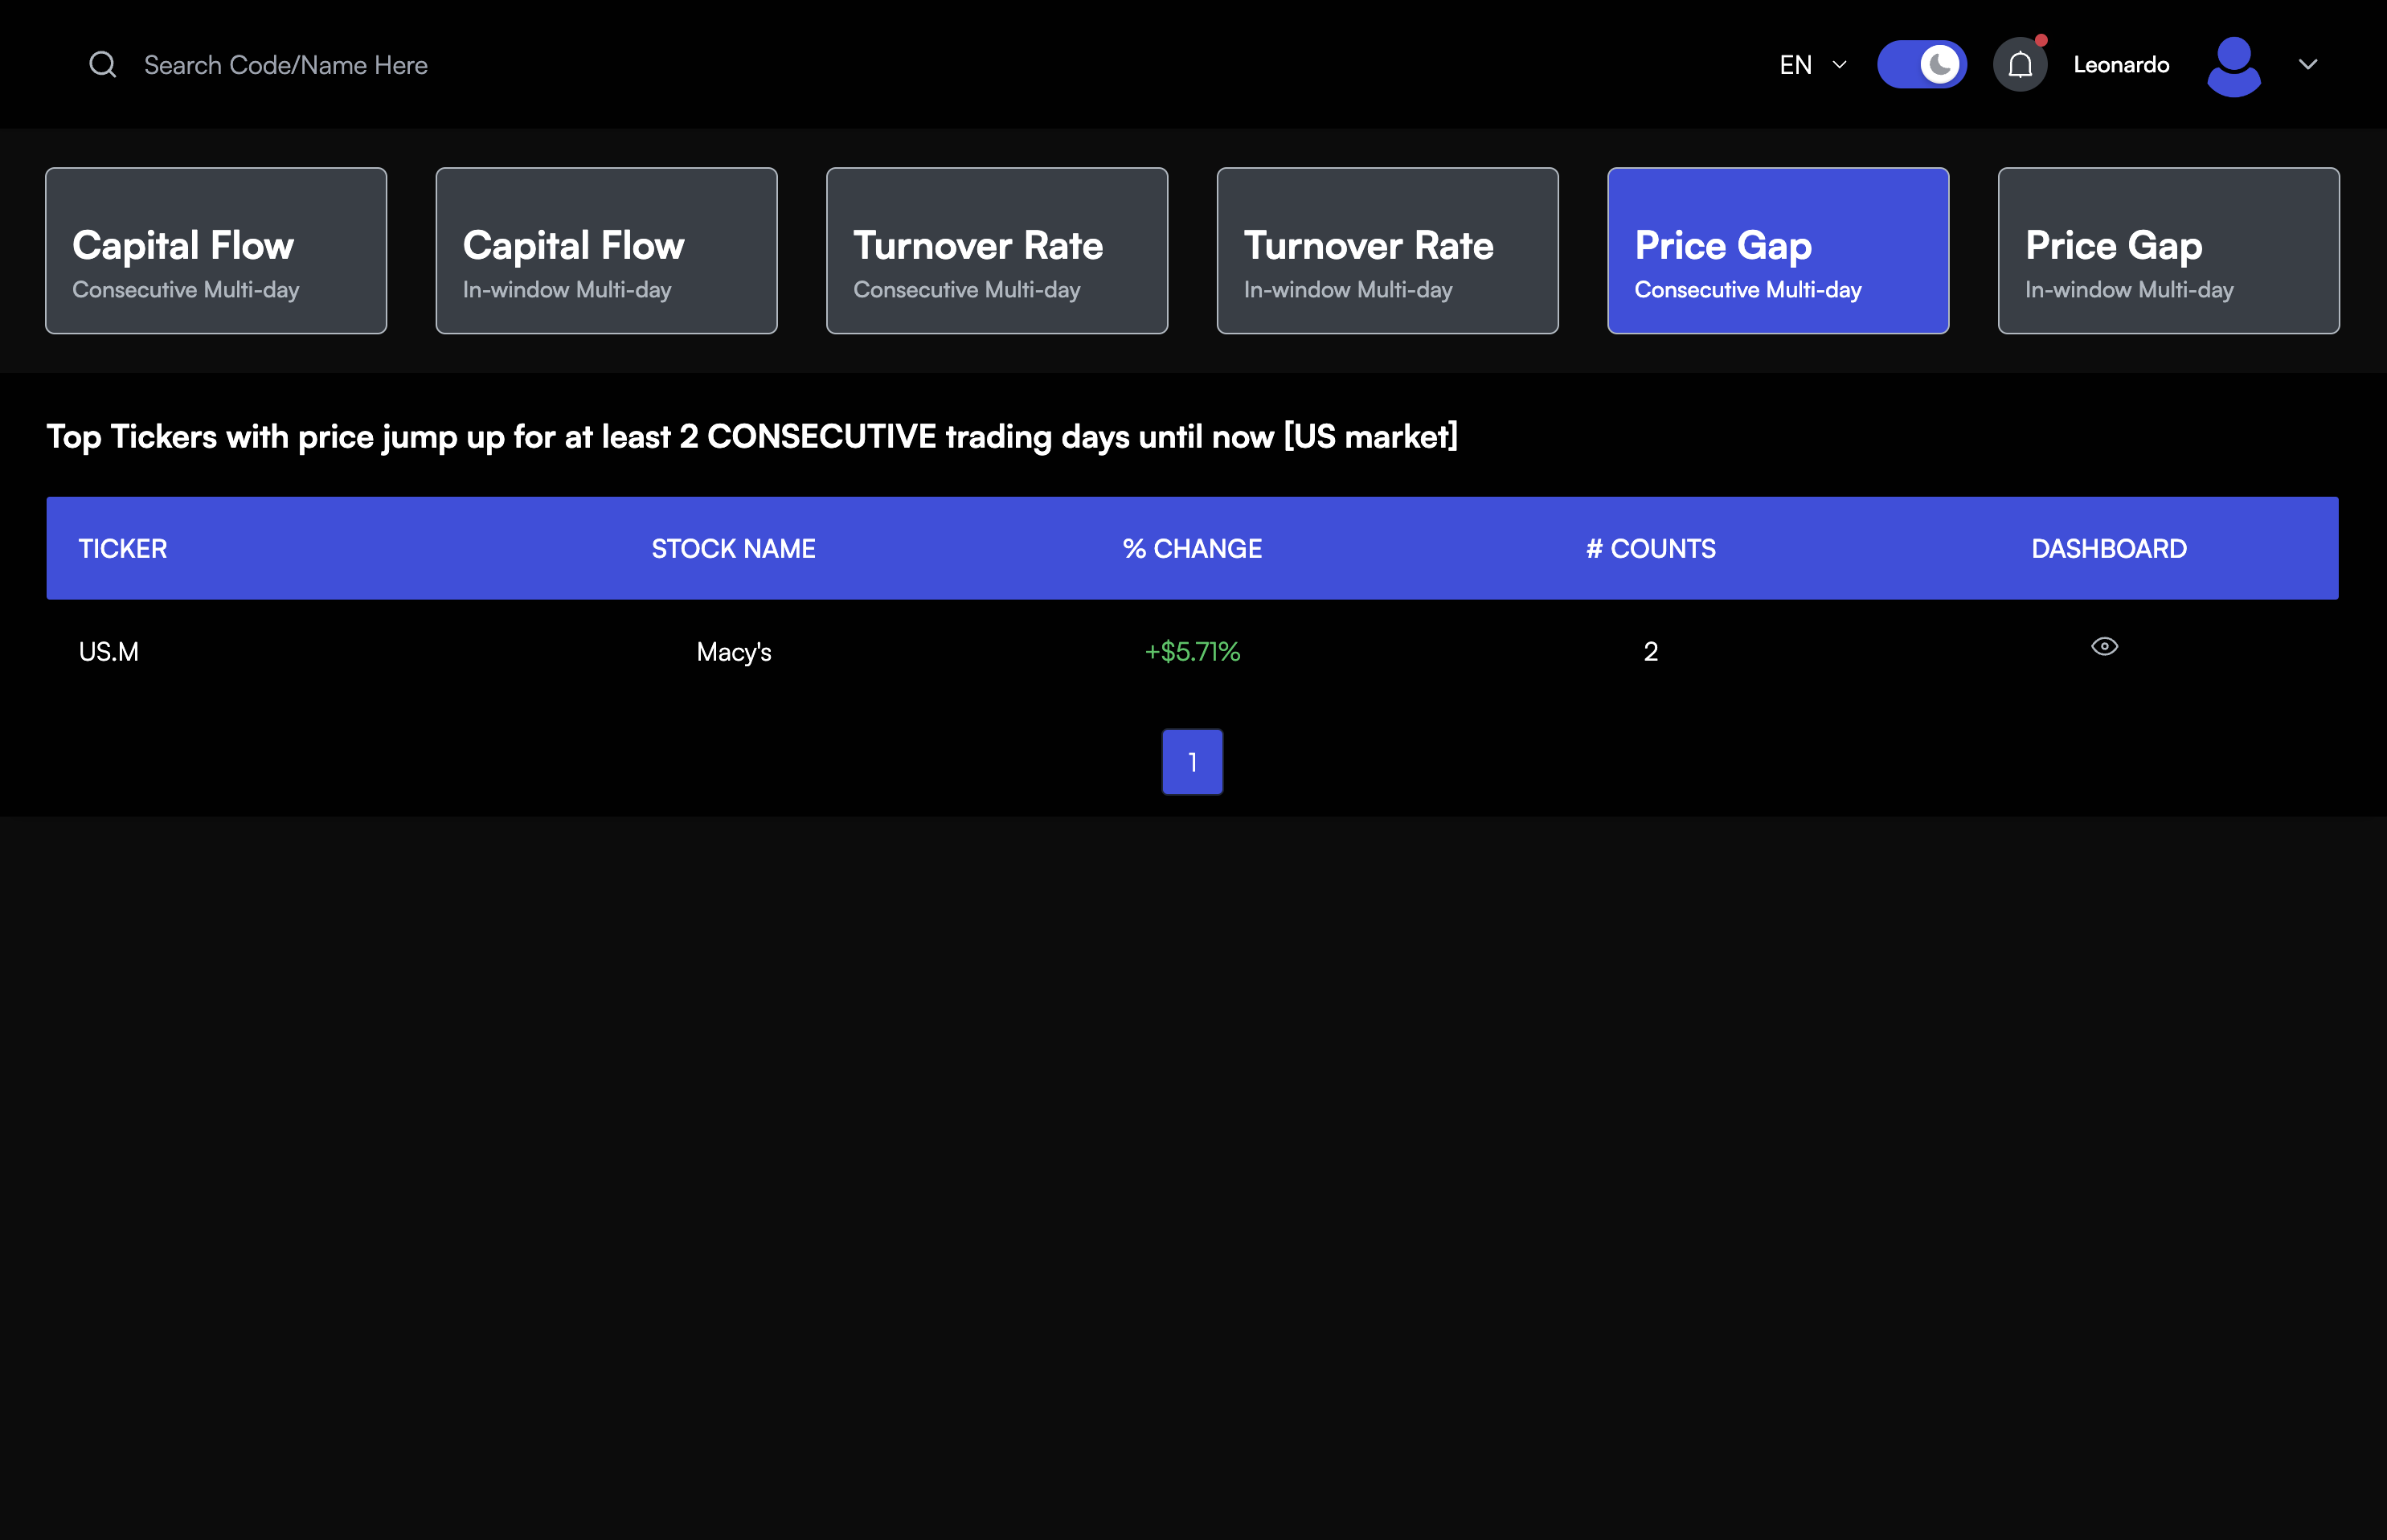 Search Code/Name Here
EN
Leonardo
Capital Flow
Consecutive Multi-day
Capital Flow
In-window Multi-day
Turnover Rate
Consecutive Multi-day
Turnover Rate
In-window Multi-day
Price Gap
Consecutive Multi-day
Price Gap
In-window Multi-day
Top Tickers with price jump up for at least 2 CONSECUTIVE trading days until now [US market]
TICKER STOCK NAME % CHANGE # COUNTS DASHBOARD
US.M Macy's +$5.71% 2
1